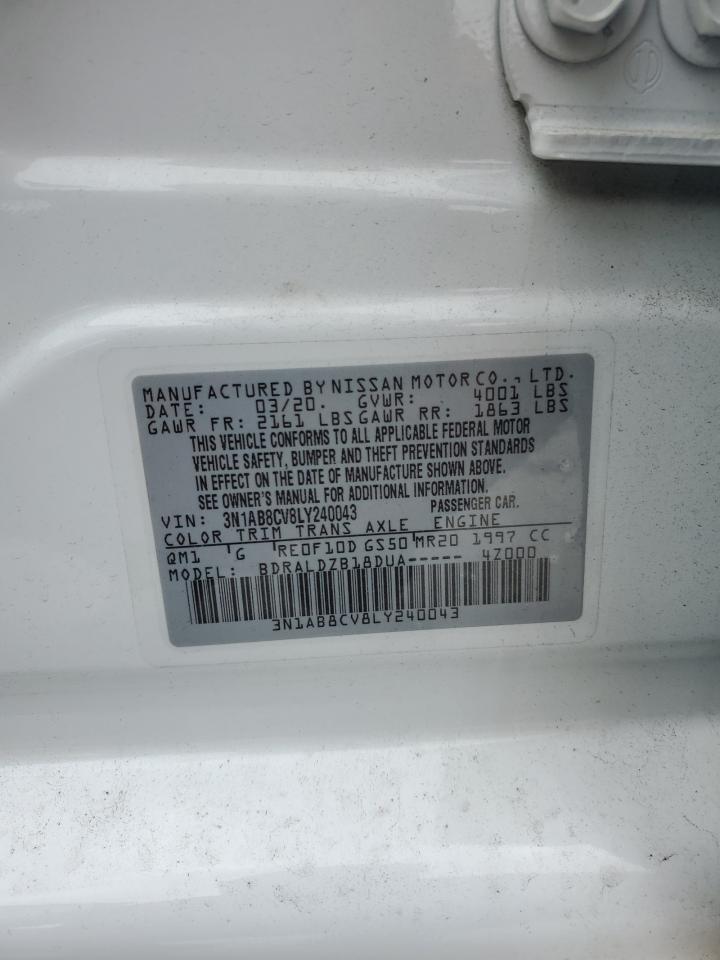 MANUFACTURED BY NISSAN MOTOR CO., LTD.
DATE: 03/20. GVWR: 4001 LBS
GAWR FR: 2161 LBS GAWR RR: 1863 LBS
THIS VEHICLE CONFORMS TO ALL APPLICABLE FEDERAL MOTOR
VEHICLE SAFETY, BUMPER AND THEFT PREVENTION STANDARDS
IN EFFECT ON THE DATE OF MANUFACTURE SHOWN ABOVE.
SEE OWNER'S MANUAL FOR ADDITIONAL INFORMATION.
VIN: 3N1AB8CV8LY240043 PASSENGER CAR.
COLOR TRIM TRANS AXLE ENGINE
QM1 G RE0F10D GS50 MR20 1997 CC
MODEL: BDRALDZB18DUA----- 4Z000
3N1AB8CV8LY240043